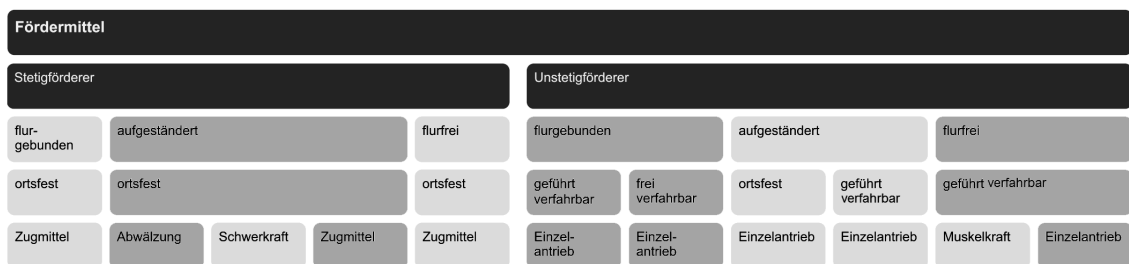 Fördermittel
Stetigförderer
Unstetigförderer
flur-
gebunden
aufgeständert
flurfrei
flurgebunden
aufgeständert
flurfrei
ortsfest
ortsfest
ortsfest
geführt
verfahrbar
frei
verfahrbar
ortsfest
geführt
verfahrbar
geführt verfahrbar
Zugmittel
Abwälzung
Schwerkraft
Zugmittel
Zugmittel
Einzel-
antrieb
Einzel-
antrieb
Einzelantrieb
Einzelantrieb
Muskelkraft
Einzelantrieb